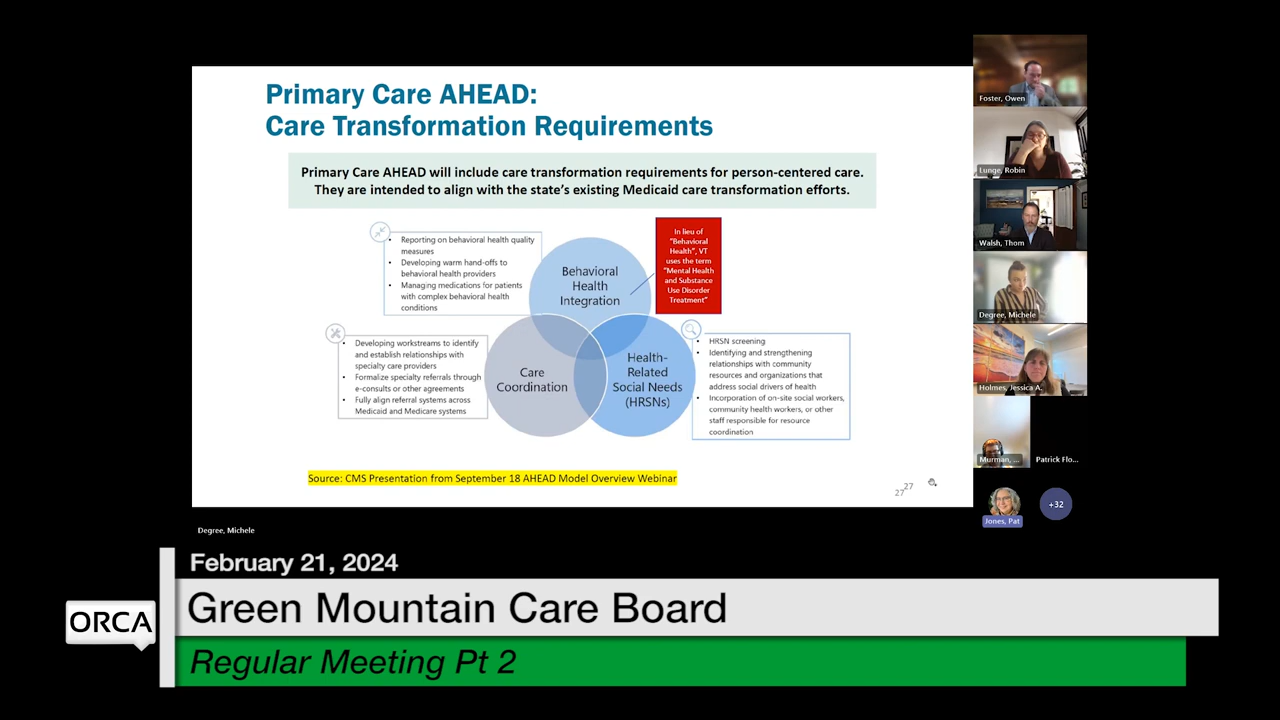 Primary Care AHEAD:
Care Transformation Requirements
Primary Care AHEAD will include care transformation requirements for person-centered care.
They are intended to align with the state's existing Medicaid care transformation efforts.
• Reporting on behavioral health quality
measures
• Developing warm hand-offs to
behavioral health providers
• Managing medications for patients
with complex behavioral health
conditions
Behavioral
Health
Integration
In lieu of
"Behavioral
Health", VT
uses the term
"Mental Health
and Substance
Use Disorder
Treatment"
• Developing workstreams to identify
and establish relationships with
specialty care providers
• Formalize specialty referrals through
e-consults or other agreements
• Fully align referral systems across
Medicaid and Medicare systems
Care
Coordination
Health-
Related
Social Needs
(HRSNs)
• HRSN screening
• Identifying and strengthening
relationships with community
resources and organizations that
address social drivers of health
• Incorporation of on-site social workers,
community health workers, or other
staff responsible for resource
coordination
Source: CMS Presentation from September 18 AHEAD Model Overview Webinar
27
27
Foster, Owen
Lunge, Robin
Walsh, Thom
Degree, Michele
Holmes, Jessica A.
Murman, ...
Patrick Flo...
Jones, Pat
+32
Degree, Michele
February 21, 2024
ORCA
Green Mountain Care Board
Regular Meeting Pt 2